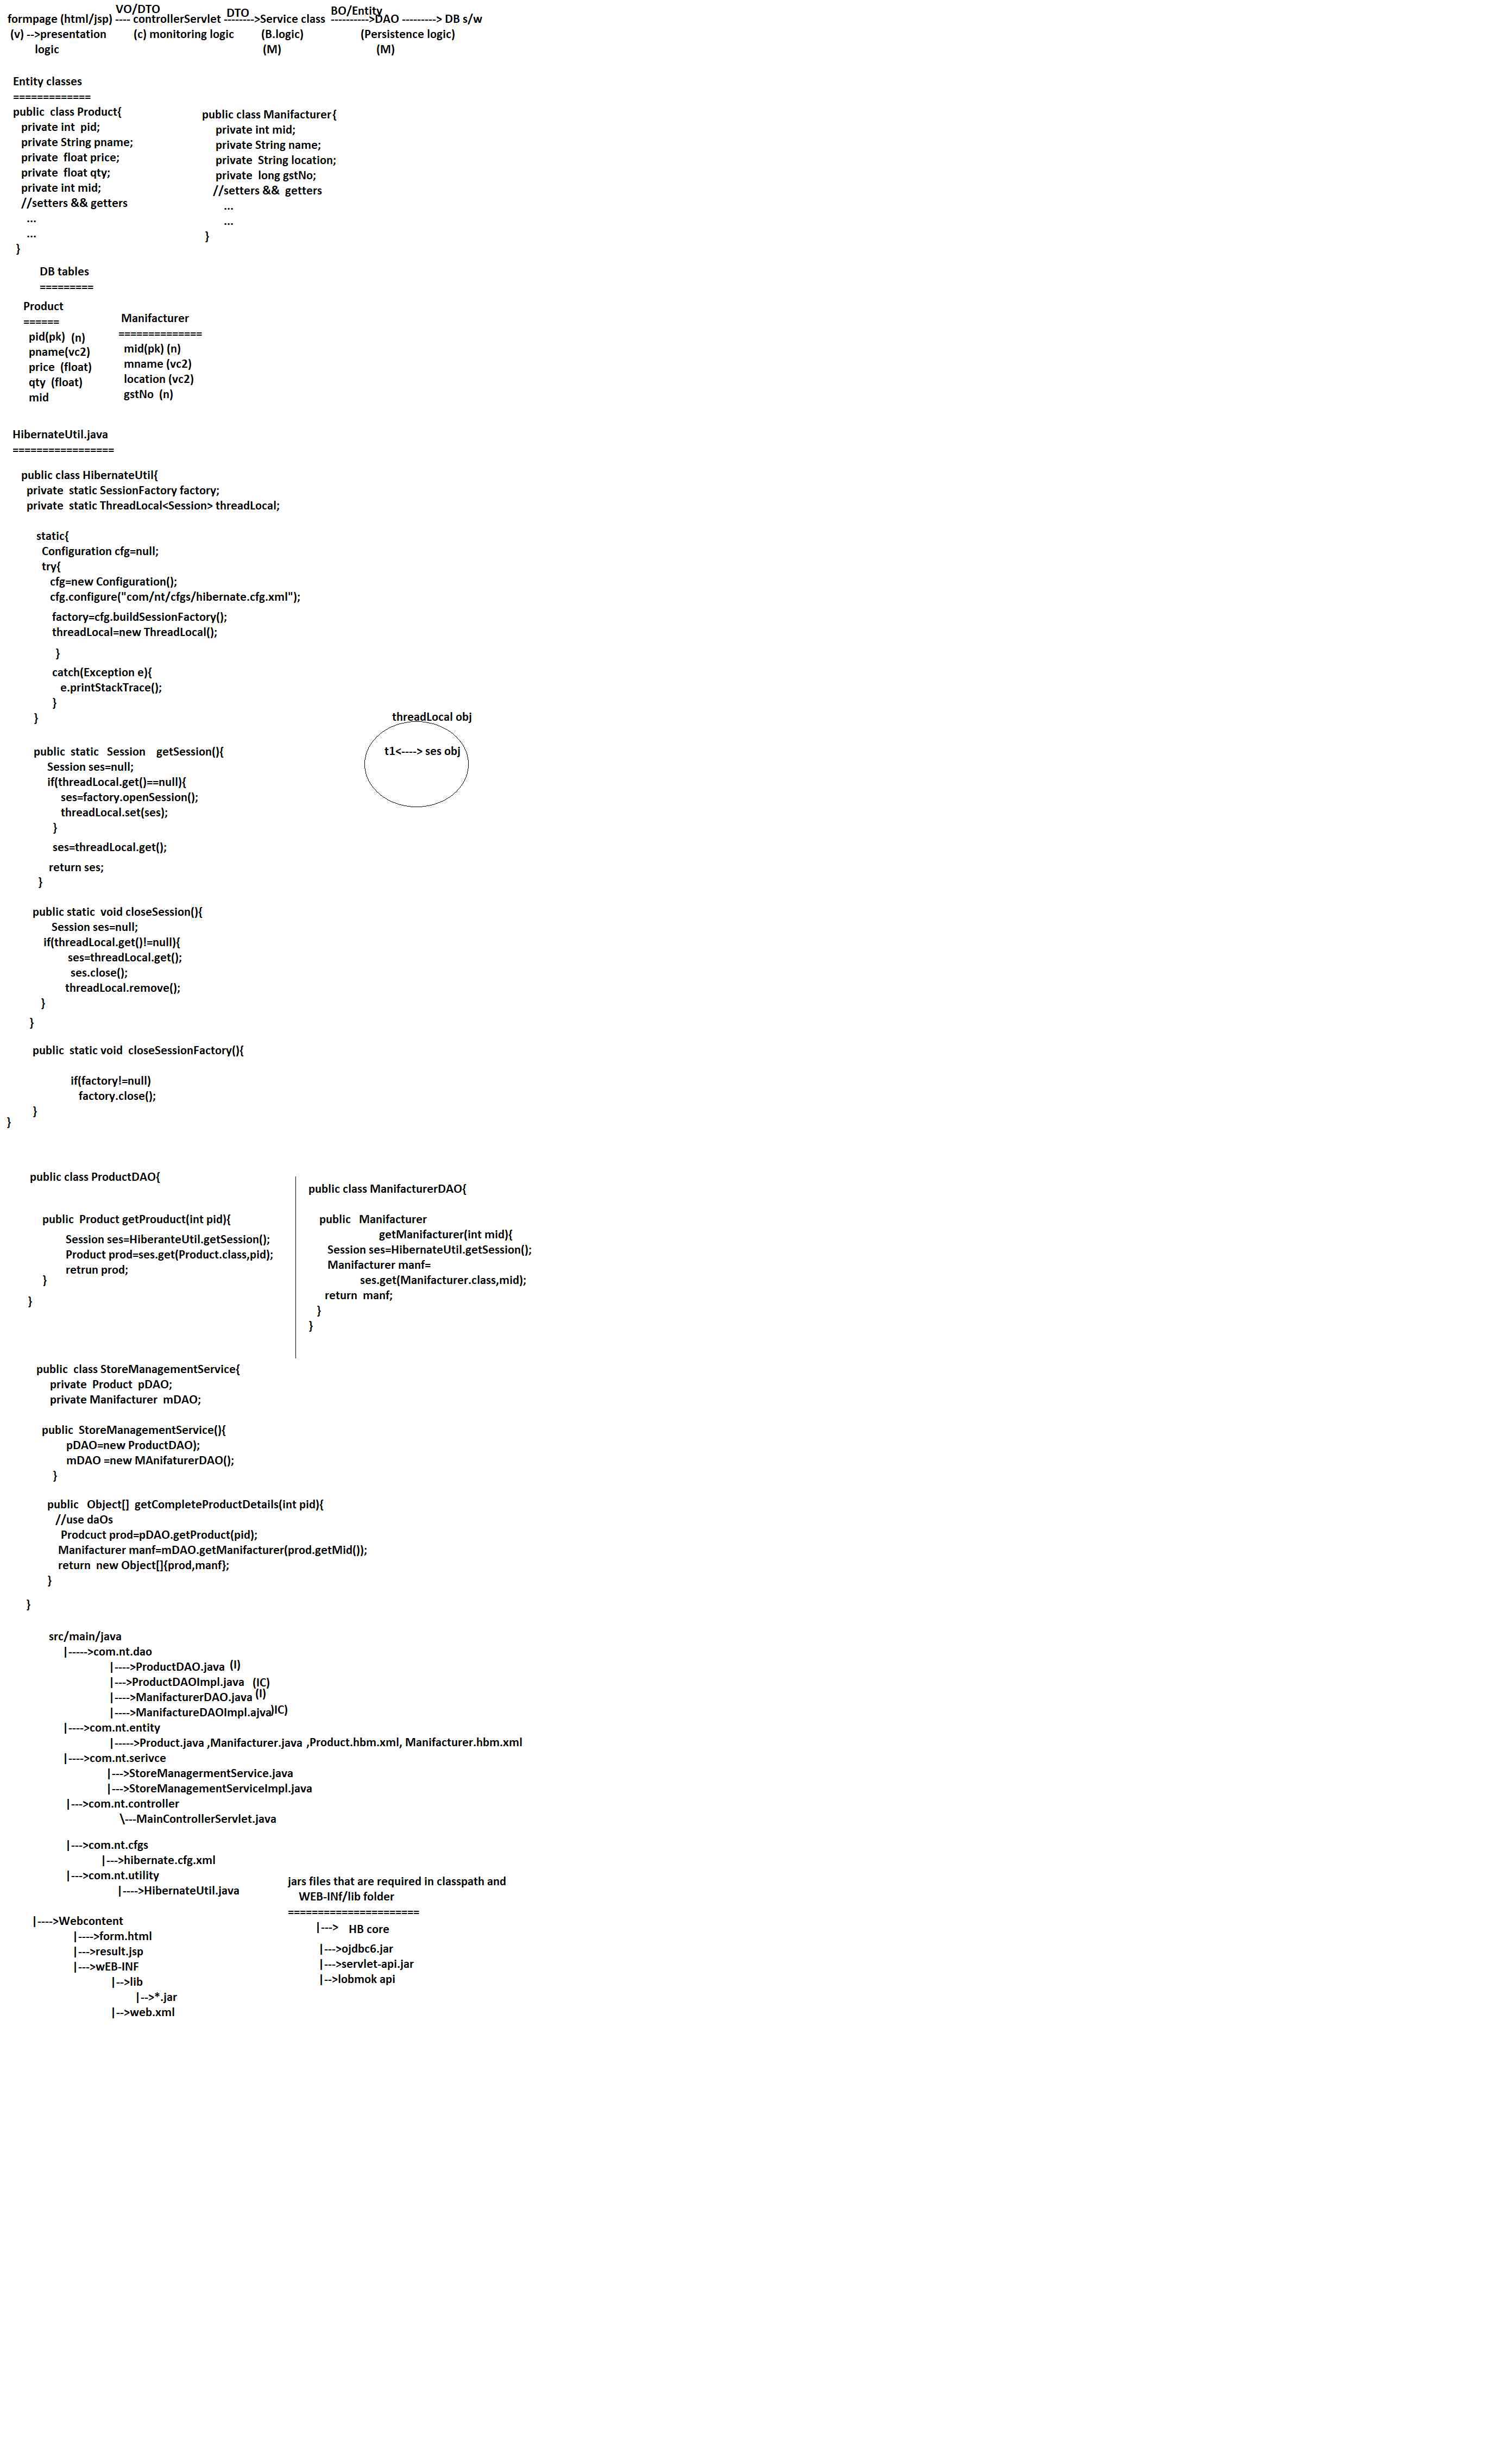 VO/DTO DTO BO/Entity
formpage (html/jsp) ---- controllerServlet -------->Service class ---------->DAO ---------> DB s/w
(v) -->presentation (c) monitoring logic (B.logic) (Persistence logic)
logic (M) (M)
Entity classes
=============
public class Product{
private int pid;
private String pname;
private float price;
private float qty;
private int mid;
//setters && getters
...
...
}
public class Manifacturer{
private int mid;
private String name;
private String location;
private long gstNo;
//setters && getters
...
...
}
DB tables
=========
Product
======
pid(pk) (n)
pname(vc2)
price (float)
qty (float)
mid
Manifacturer
==============
mid(pk) (n)
mname (vc2)
location (vc2)
gstNo (n)
HibernateUtil.java
=================
public class HibernateUtil{
private static SessionFactory factory;
private static ThreadLocal<Session> threadLocal;
static{
Configuration cfg=null;
try{
cfg=new Configuration();
cfg.configure("com/nt/cfgs/hibernate.cfg.xml");
factory=cfg.buildSessionFactory();
threadLocal=new ThreadLocal();
}
catch(Exception e){
e.printStackTrace();
}
}
threadLocal obj
t1<----> ses obj
public static Session getSession(){
Session ses=null;
if(threadLocal.get()==null){
ses=factory.openSession();
threadLocal.set(ses);
}
ses=threadLocal.get();
return ses;
}
public static void closeSession(){
Session ses=null;
if(threadLocal.get()!=null){
ses=threadLocal.get();
ses.close();
threadLocal.remove();
}
}
public static void closeSessionFactory(){
if(factory!=null)
factory.close();
}
}
public class ProductDAO{
public Product getProuduct(int pid){
Session ses=HiberanteUtil.getSession();
Product prod=ses.get(Product.class,pid);
retrun prod;
}
}
public class ManifacturerDAO{
public Manifacturer
getManifacturer(int mid){
Session ses=HibernateUtil.getSession();
Manifacturer manf=
ses.get(Manifacturer.class,mid);
return manf;
}
}
public class StoreManagementService{
private Product pDAO;
private Manifacturer mDAO;
public StoreManagementService(){
pDAO=new ProductDAO);
mDAO =new MAnifaturerDAO();
}
public Object[] getCompleteProductDetails(int pid){
//use daOs
Prodcuct prod=pDAO.getProduct(pid);
Manifacturer manf=mDAO.getManifacturer(prod.getMid());
return new Object[]{prod,manf};
}
}
src/main/java
|----->com.nt.dao
|---->ProductDAO.java (I)
|--->ProductDAOImpl.java (IC)
|---->ManifacturerDAO.java (I)
|---->ManifactureDAOImpl.ajva)IC)
|---->com.nt.entity
|----->Product.java ,Manifacturer.java ,Product.hbm.xml, Manifacturer.hbm.xml
|---->com.nt.serivce
|--->StoreManagermentService.java
|--->StoreManagementServiceImpl.java
|--->com.nt.controller
\---MainControllerServlet.java
|--->com.nt.cfgs
|--->hibernate.cfg.xml
|--->com.nt.utility
|---->HibernateUtil.java
|---->Webcontent
|---->form.html
|--->result.jsp
|--->wEB-INF
|-->lib
|-->*.jar
|-->web.xml
jars files that are required in classpath and
WEB-INf/lib folder
======================
|---> HB core
|--->ojdbc6.jar
|--->servlet-api.jar
|-->lobmok api